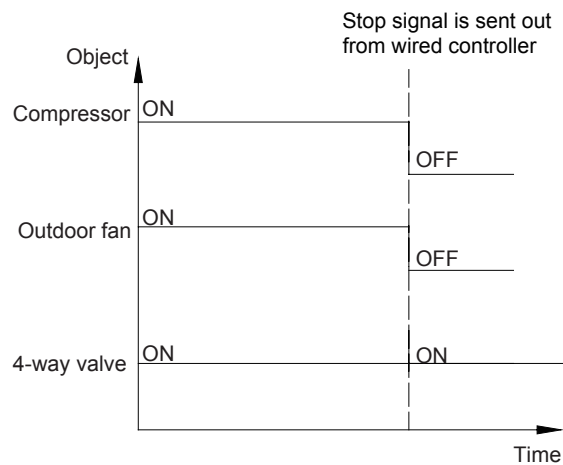 Stop signal is sent out
from wired controller
Object
Compressor
ON
OFF
Outdoor fan
ON
OFF
4-way valve
ON
ON
Time